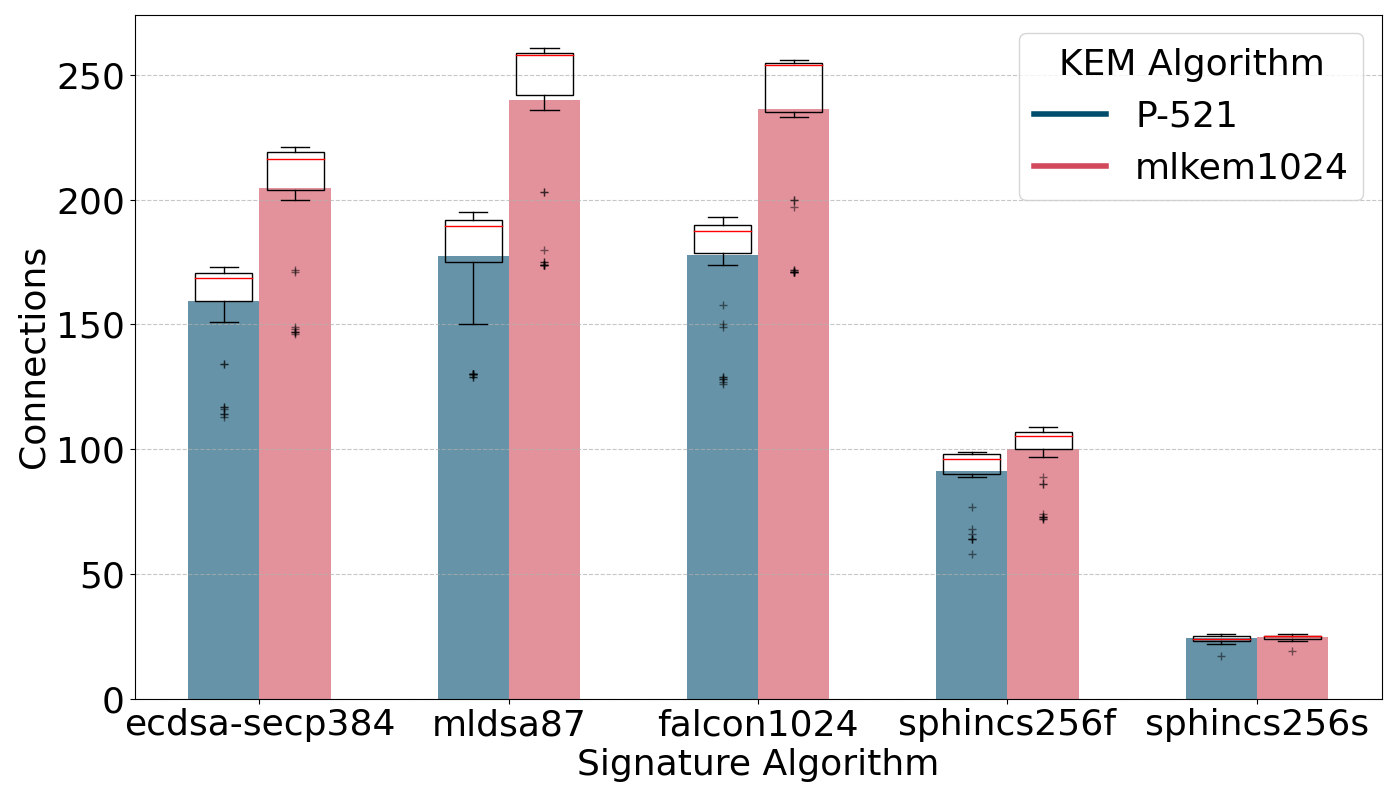 KEM Algorithm
P-521
mlkem1024
Connections
250
200
150
100
50
0
ecdsa-secp384 mldsa87 falcon1024 sphincs256f sphincs256s
Signature Algorithm